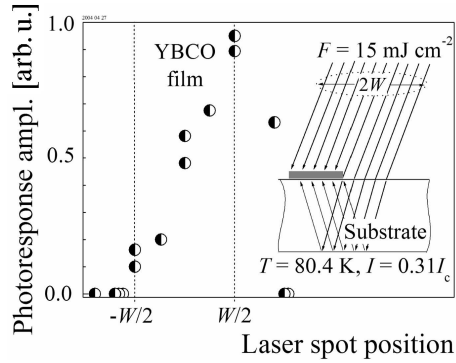 2004 04 27
Photoresponse ampl. [arb. u.]
1.0
0.5
0.0
YBCO
film
F = 15 mJ cm-2
2W
Substrate
T = 80.4 K, I = 0.31Ic
-W/2
W/2
Laser spot position